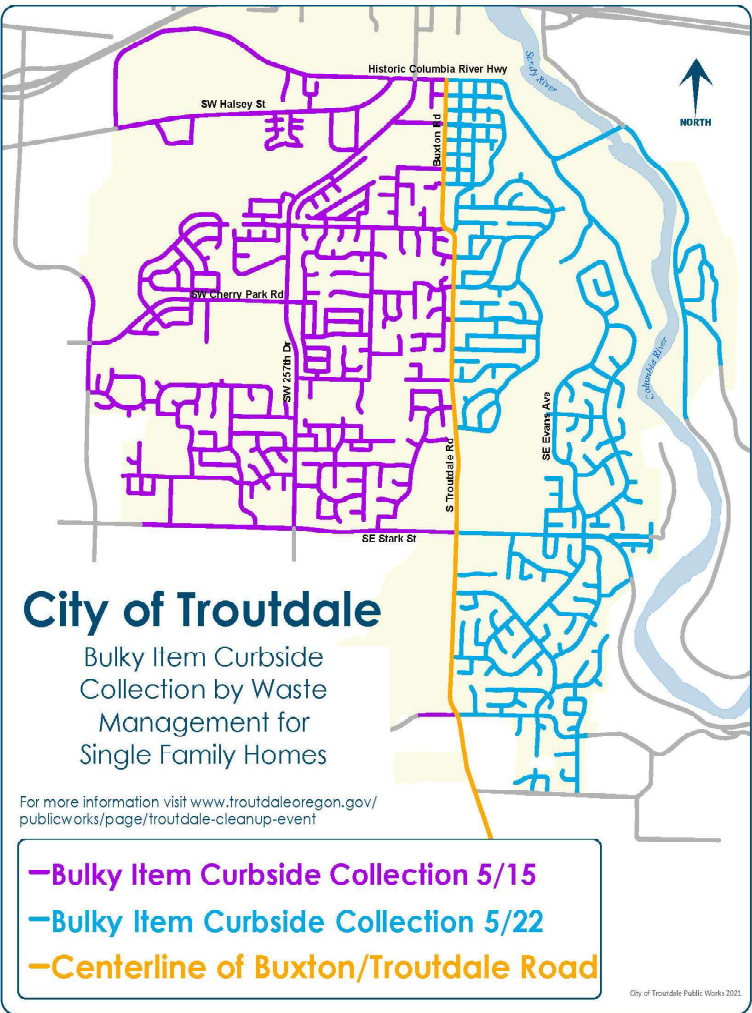 Historic Columbia River Hwy
Sandy River
SW Halsey St
NORTH
Buxton Rd
SW Cherry Park Rd
SW 257th Dr
Columbia River
SE Evans Ave
S Troutdale Rd
SE Stark St
City of Troutdale
Bulky Item Curbside
Collection by Waste
Management for
Single Family Homes
For more information visit www.troutdaleoregon.gov/
publicworks/page/troutdale-cleanup-event
Bulky Item Curbside Collection 5/15
Bulky Item Curbside Collection 5/22
Centerline of Buxton/Troutdale Road
City of Troutdale Public Works 2021